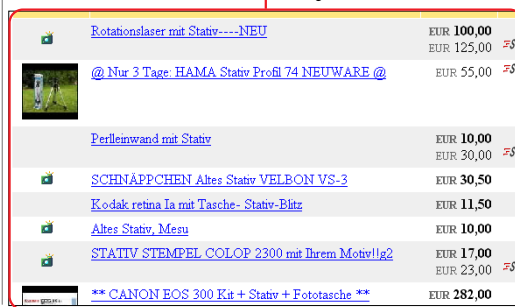 Rotationslaser mit Stativ----NEU EUR 100,00
EUR 125,00
@ Nur 3 Tage: HAMA Stativ Profil 74 NEUWARE @ EUR 55,00
Perlleinwand mit Stativ EUR 10,00
EUR 30,00
SCHNÄPPCHEN Altes Stativ VELBON VS-3 EUR 30,50
Kodak retina Ia mit Tasche- Stativ-Blitz EUR 11,50
Altes Stativ, Mesu EUR 10,00
STATIV STEMPEL COLOP 2300 mit Ihrem Motiv!!g2 EUR 17,00
EUR 23,00
** CANON EOS 300 Kit + Stativ + Fototasche ** EUR 282,00